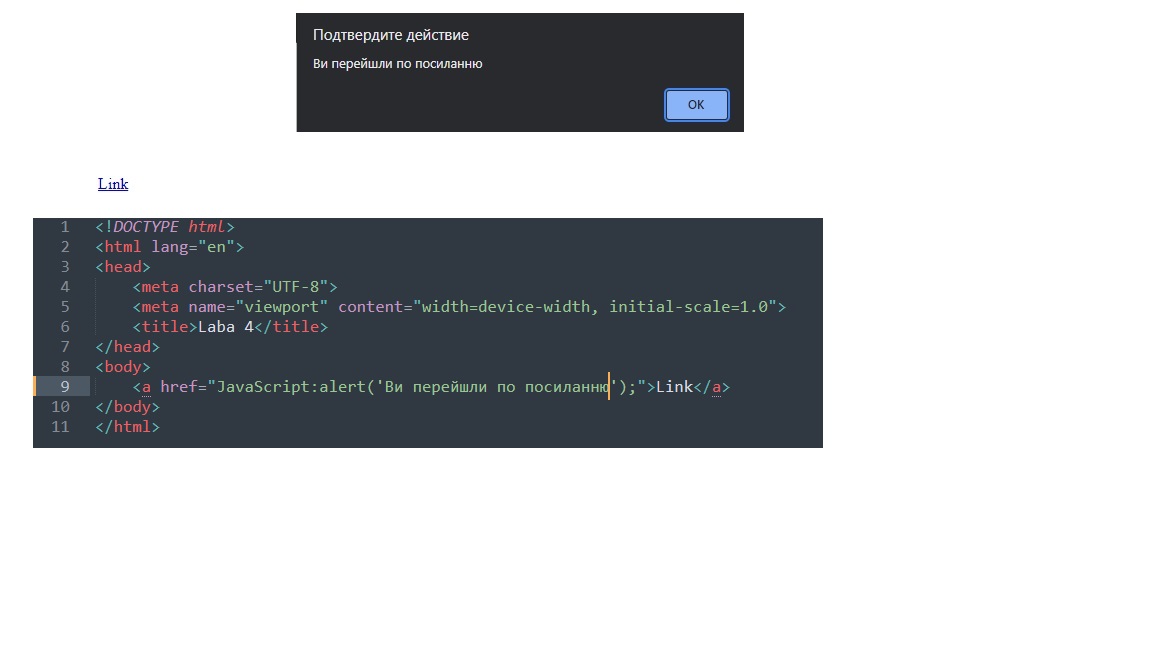 Подтвердите действие
Ви перейшли по посиланню
ОК
Link
1 <!DOCTYPE html>
2 <html lang="en">
3 <head>
4 <meta charset="UTF-8">
5 <meta name="viewport" content="width=device-width, initial-scale=1.0">
6 <title>Laba 4</title>
7 </head>
8 <body>
9 <a href="JavaScript:alert('Ви перейшли по посиланню');">Link</a>
10 </body>
11 </html>